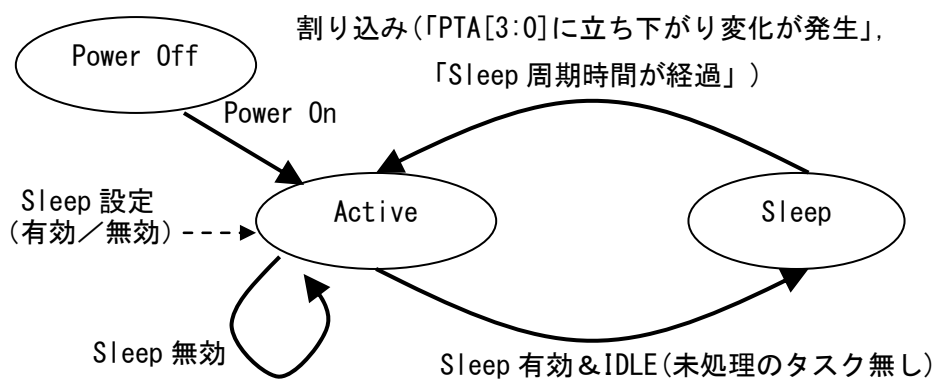 割り込み(「PTA[3:0]に立ち下がり変化が発生」,
「Sleep 周期時間が経過」)
Power Off
Power On
Sleep 設定
(有効／無効)
Active
Sleep
Sleep 無効
Sleep 有効＆IDLE(未処理のタスク無し)